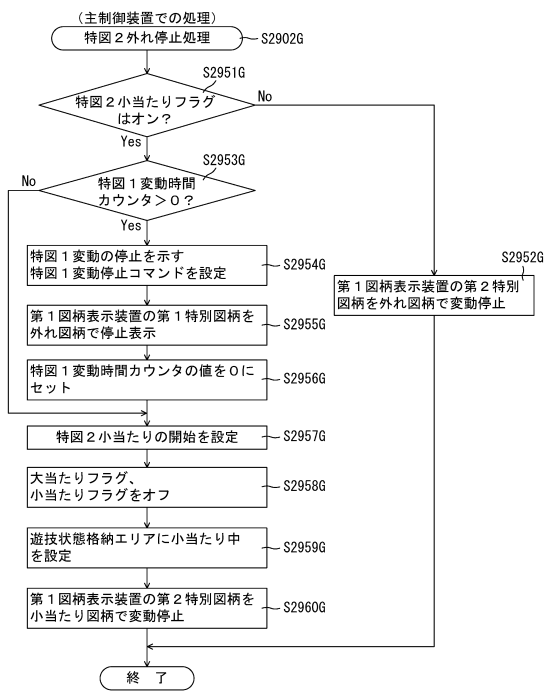 （主制御装置での処理）
特図２外れ停止処理
S2902G
S2951G
特図２小当たりフラグ
はオン？
No
Yes
S2953G
特図１変動時間
カウンタ＞０？
No
Yes
特図１変動の停止を示す
特図１変動停止コマンドを設定
S2954G
S2952G
第１図柄表示装置の第２特別
図柄を外れ図柄で変動停止
第１図柄表示装置の第１特別図柄を
外れ図柄で停止表示
S2955G
特図１変動時間カウンタの値を０に
セット
S2956G
特図２小当たりの開始を設定
S2957G
大当たりフラグ、
小当たりフラグをオフ
S2958G
遊技状態格納エリアに小当たり中
を設定
S2959G
第１図柄表示装置の第２特別図柄を
小当たり図柄で変動停止
S2960G
終　了